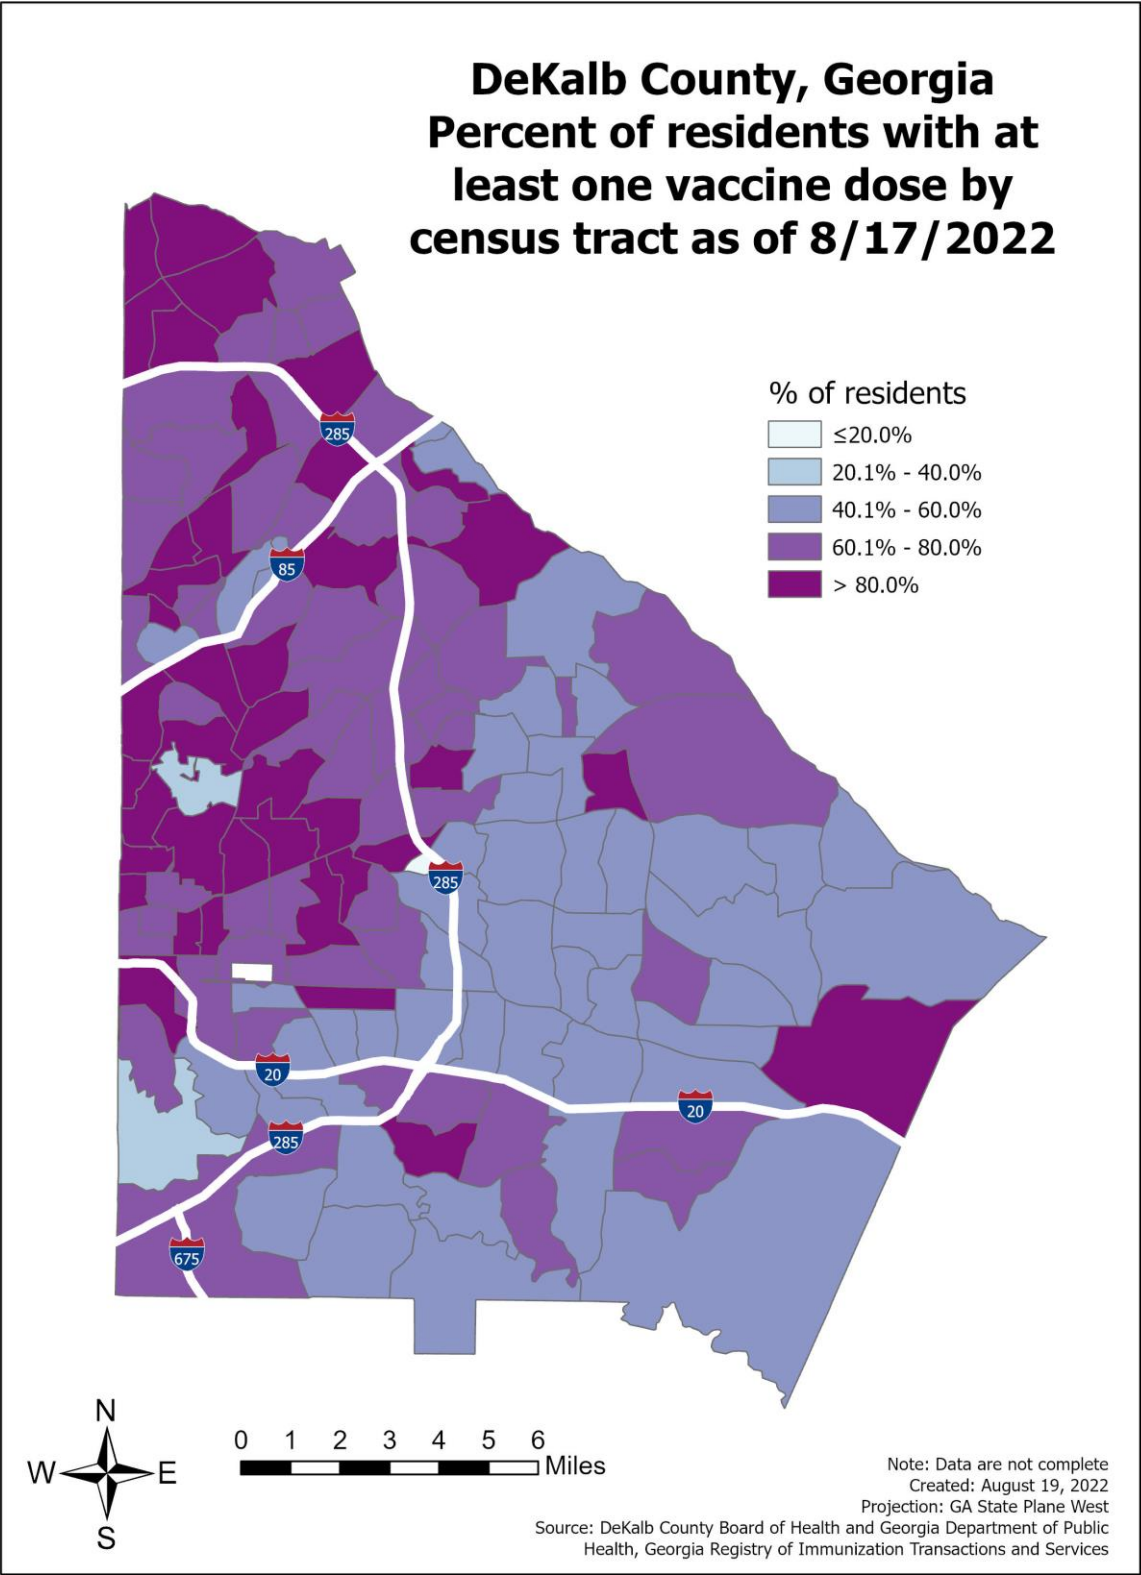 DeKalb County, Georgia
Percent of residents with at
least one vaccine dose by
census tract as of 8/17/2022
% of residents
≤20.0%
20.1% - 40.0%
40.1% - 60.0%
60.1% - 80.0%
> 80.0%
285
85
285
20
20
285
675
N
W
E
S
0 1 2 3 4 5 6
Miles
Note: Data are not complete
Created: August 19, 2022
Projection: GA State Plane West
Source: DeKalb County Board of Health and Georgia Department of Public
Health, Georgia Registry of Immunization Transactions and Services